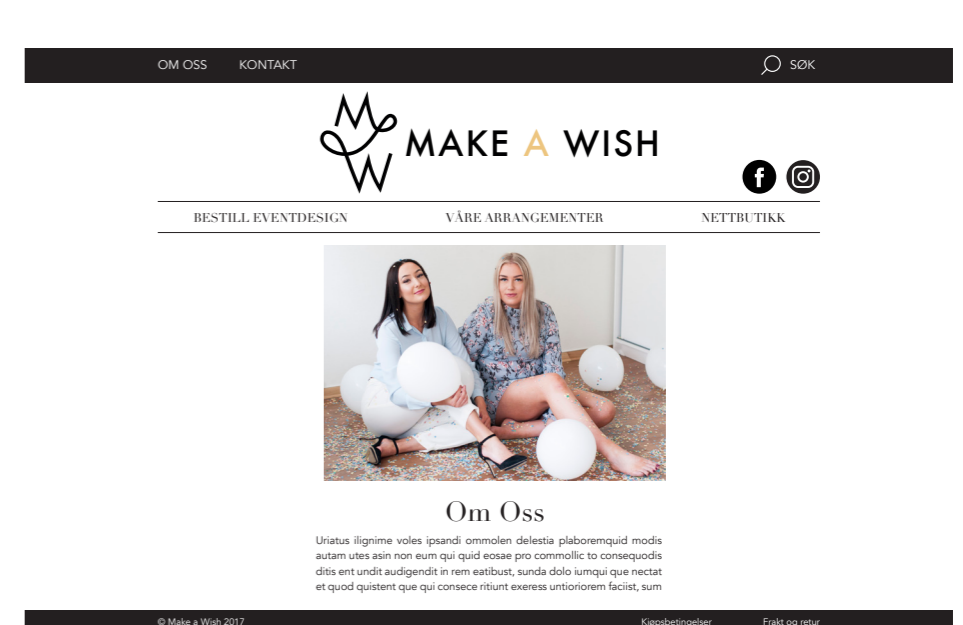 OM OSS KONTAKT SØK
MW MAKE A WISH
BESTILL EVENTDESIGN VÅRE ARRANGEMENTER NETTBUTIKK
Om Oss
Uriatus ilignime voles ipsandi ommolen delestia plaboremquid modis
autam utes asin non eum qui quid eosae pro commollic to consequodis
ditis ent undit audigendit in rem eatibust, sunda dolo iumqui que nectat
et quod quistent que qui consece ritiunt exeress untioriorem faciist, sum
© Make a Wish 2017 Kjøpsbetingelser Frakt og retur